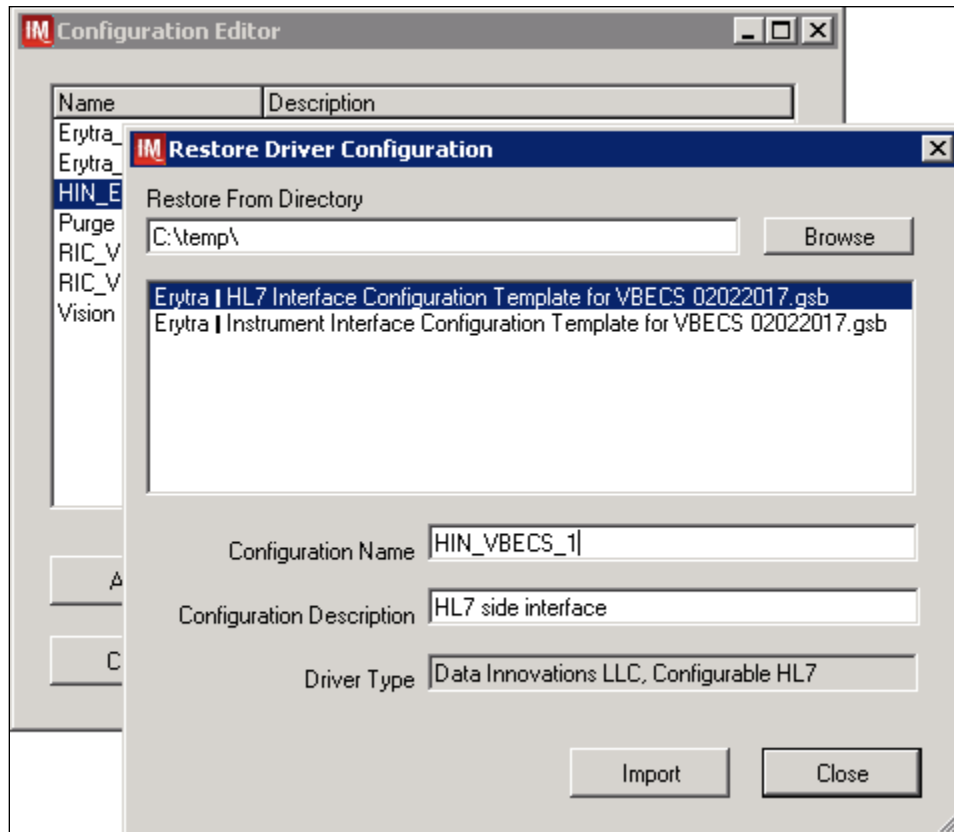 IM Configuration Editor
Name Description
Erytra_
Erytra_
HIN_E
Purge
RIC_V
RIC_V
Vision
IM Restore Driver Configuration
Restore From Directory
C:\temp\
Browse
Erytra | HL7 Interface Configuration Template for VBECS 02022017.gsb
Erytra | Instrument Interface Configuration Template for VBECS 02022017.gsb
Configuration Name HIN_VBECS_1
Configuration Description HL7 side interface
Driver Type Data Innovations LLC, Configurable HL7
A
C
Import Close